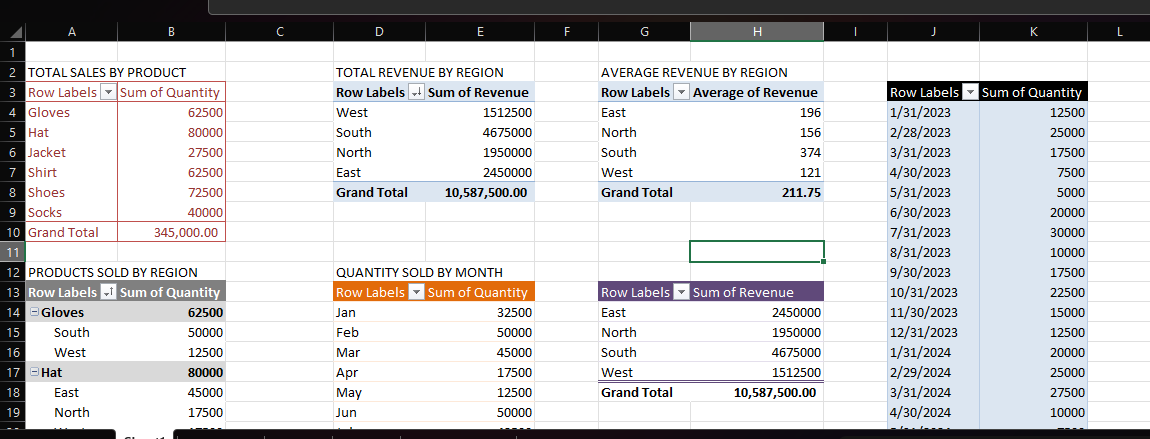 A B C D E F G H I J K L
1
2 TOTAL SALES BY PRODUCT TOTAL REVENUE BY REGION AVERAGE REVENUE BY REGION
3 Row Labels Sum of Quantity Row Labels Sum of Revenue Row Labels Average of Revenue Row Labels Sum of Quantity
4 Gloves 62500 West 1512500 East 196 1/31/2023 12500
5 Hat 80000 South 4675000 North 156 2/28/2023 25000
6 Jacket 27500 North 1950000 South 374 3/31/2023 17500
7 Shirt 62500 East 2450000 West 121 4/30/2023 7500
8 Shoes 72500 Grand Total 10,587,500.00 Grand Total 211.75 5/31/2023 5000
9 Socks 40000 6/30/2023 20000
10 Grand Total 345,000.00 7/31/2023 30000
11 8/31/2023 10000
12 PRODUCTS SOLD BY REGION QUANTITY SOLD BY MONTH 9/30/2023 17500
13 Row Labels Sum of Quantity Row Labels Sum of Quantity Row Labels Sum of Revenue 10/31/2023 22500
14 Gloves 62500 Jan 32500 East 2450000 11/30/2023 15000
15 South 50000 Feb 50000 North 1950000 12/31/2023 12500
16 West 12500 Mar 45000 South 4675000 1/31/2024 20000
17 Hat 80000 Apr 17500 West 1512500 2/29/2024 25000
18 East 45000 May 12500 Grand Total 10,587,500.00 3/31/2024 27500
19 North 17500 Jun 50000 4/30/2024 10000